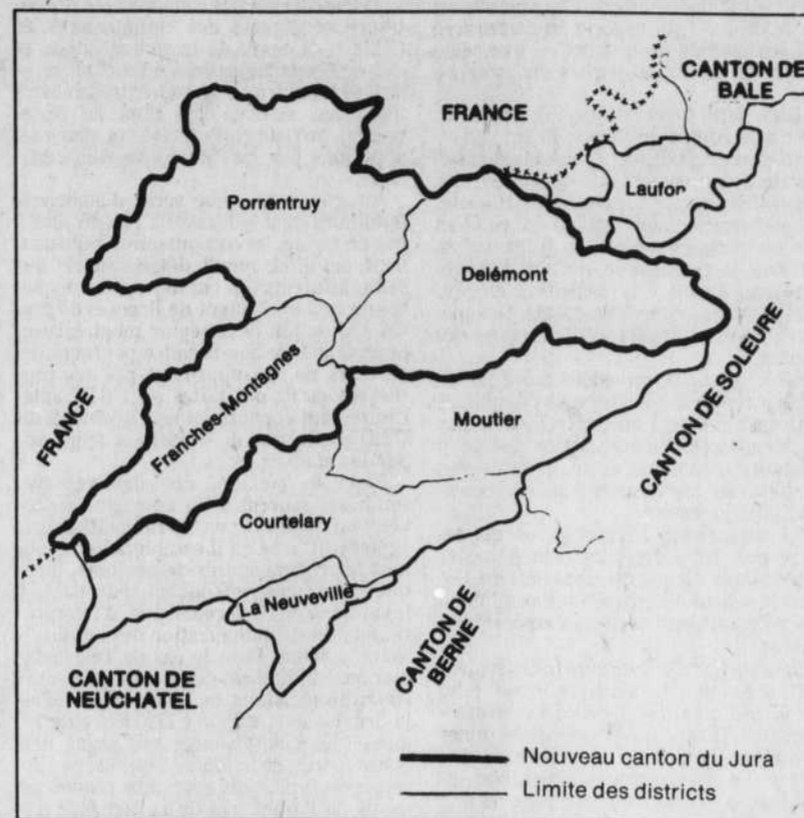 CANTON DE
BALE
FRANCE
Porrentruy
Laufon
Delémont
FRANCE
Franches-Montagnes
Moutier
CANTON DE SOLEURE
Courtelary
La Neuveville
CANTON DE
BERNE
CANTON DE
NEUCHATEL
Nouveau canton du Jura
Limite des districts